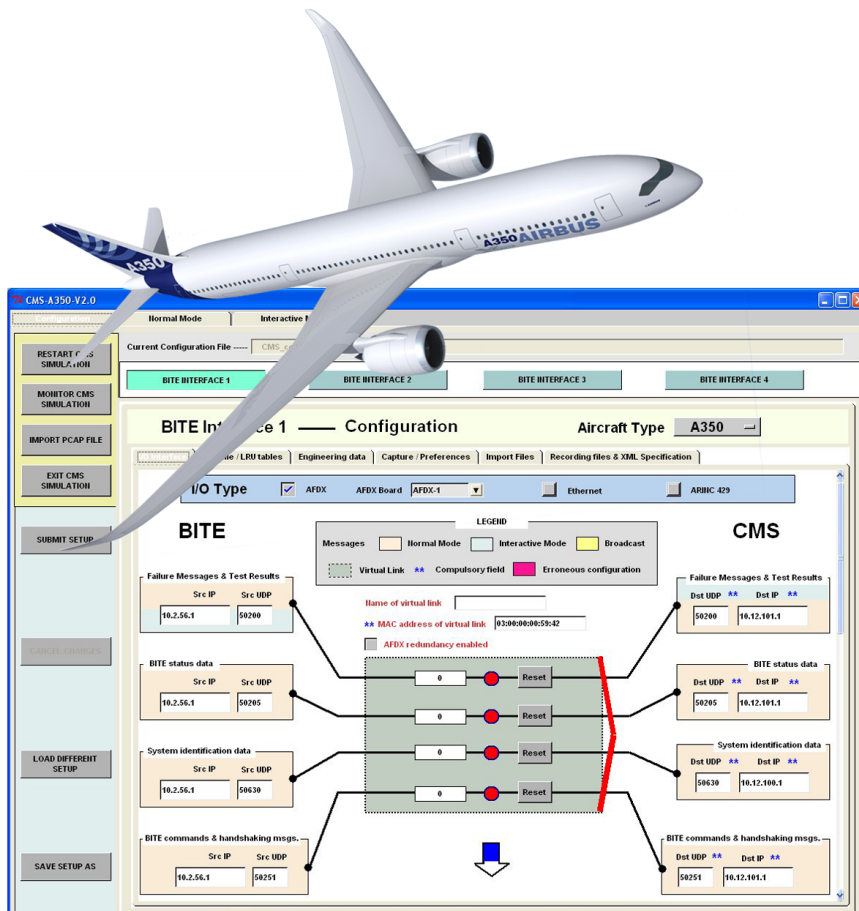 A350 AIRBUS
A350
CMS-A350-V2.0
Configuration
Normal Mode
Interactive
Current Configuration File -----
RESTART CMS
SIMULATION
MONITOR CMS
SIMULATION
IMPORT PCAP FILE
EXIT CMS
SIMULATION
SUBMIT SETUP
CANCEL CHANGES
LOAD DIFFERENT
SETUP
SAVE SETUP AS
BITE INTERFACE 1
BITE INTERFACE 2
BITE INTERFACE 3
BITE INTERFACE 4
BITE Interface 1 —— Configuration
Aircraft Type A350
/ LRU tables
Engineering data
Capture / Preferences
Import Files
Recording files & XML Specification
I/O Type
AFDX
AFDX Board AFDX-1
Ethernet
ARINC 429
BITE
CMS
LEGEND
Messages Normal Mode Interactive Mode Broadcast
Virtual Link ** Compulsory field Erroneous configuration
Name of virtual link
** MAC address of virtual link 03:00:00:00:59:42
AFDX redundancy enabled
Failure Messages & Test Results
Src IP Src UDP
10.2.56.1 50200
BITE status data
Src IP Src UDP
10.2.56.1 50205
System identification data
Src IP Src UDP
10.2.56.1 50630
BITE commands & handshaking msgs.
Src IP Src UDP
10.2.56.1 50251
0 Reset
0 Reset
0 Reset
0 Reset
Failure Messages & Test Results
Dst UDP ** Dst IP **
50200 10.12.101.1
BITE status data
Dst UDP ** Dst IP **
50205 10.12.101.1
System identification data
Dst UDP ** Dst IP **
50630 10.12.100.1
BITE commands & handshaking msgs.
Dst UDP ** Dst IP **
50251 10.12.101.1